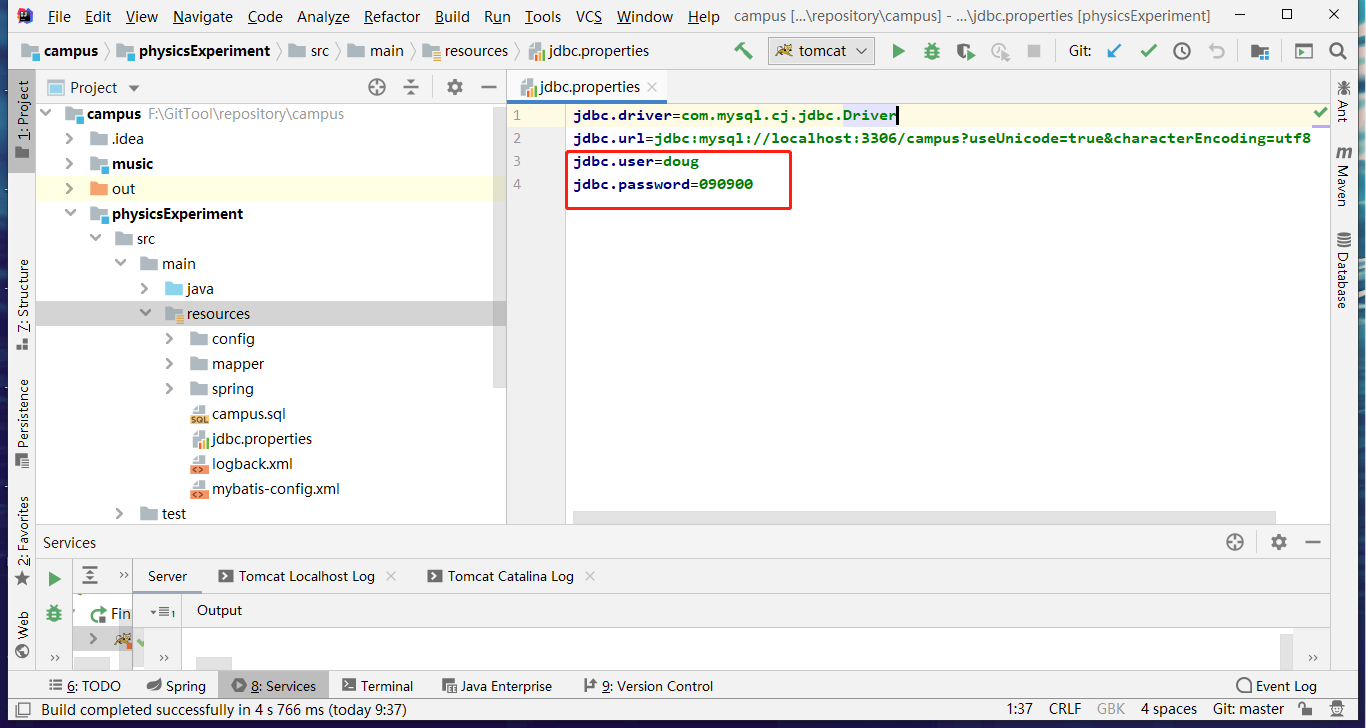 File Edit View Navigate Code Analyze Refactor Build Run Tools VCS Window Help campus [...\repository\campus] - ...\jdbc.properties [physicsExperiment]
campus physicsExperiment src main resources jdbc.properties tomcat Git:
1: Project
Project
jdbc.properties
campus F:\GitTool\repository\campus
.idea
music
out
physicsExperiment
src
main
java
resources
config
mapper
spring
campus.sql
jdbc.properties
logback.xml
mybatis-config.xml
test
1 jdbc.driver=com.mysql.cj.jdbc.Driver
2 jdbc.url=jdbc:mysql://localhost:3306/campus?useUnicode=true&characterEncoding=utf8
3 jdbc.user=doug
4 jdbc.password=090900
Ant
Maven
Database
7: Structure
Persistence
2: Favorites
Web
Services
Server Tomcat Localhost Log Tomcat Catalina Log
Fin
Output
6: TODO Spring 8: Services Terminal Java Enterprise 9: Version Control Event Log
Build completed successfully in 4 s 766 ms (today 9:37) 1:37 CRLF GBK 4 spaces Git: master